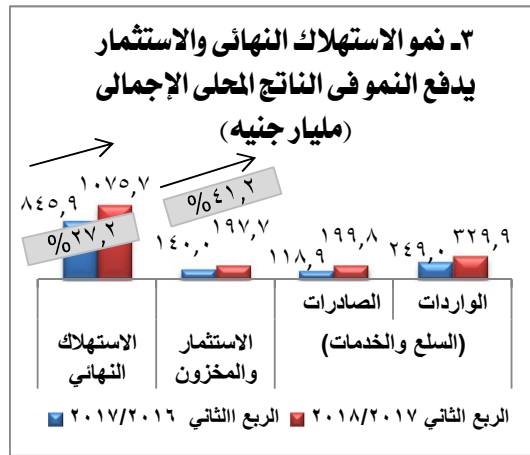 ٣ـ نمو الاستهلاك النهائى والاستثمار
يدفع النمو فى الناتج المحلى الإجمالى
(مليار جنيه)
١٠٧٥,٧
٨٤٥,٩
%٢٧,٢
%٤١,٢
١٩٧,٧
١٤٠,٠
١٩٩,٨
١١٨,٩
٣٢٩,٩
٢٤٩,٠
الواردات
الصادرات
(السلع والخدمات)
الاستثمار
والمخزون
الاستهلاك
النهائي
الربع الثاني ٢٠١٨/٢٠١٧
الربع االثاني ٢٠١٧/٢٠١٦